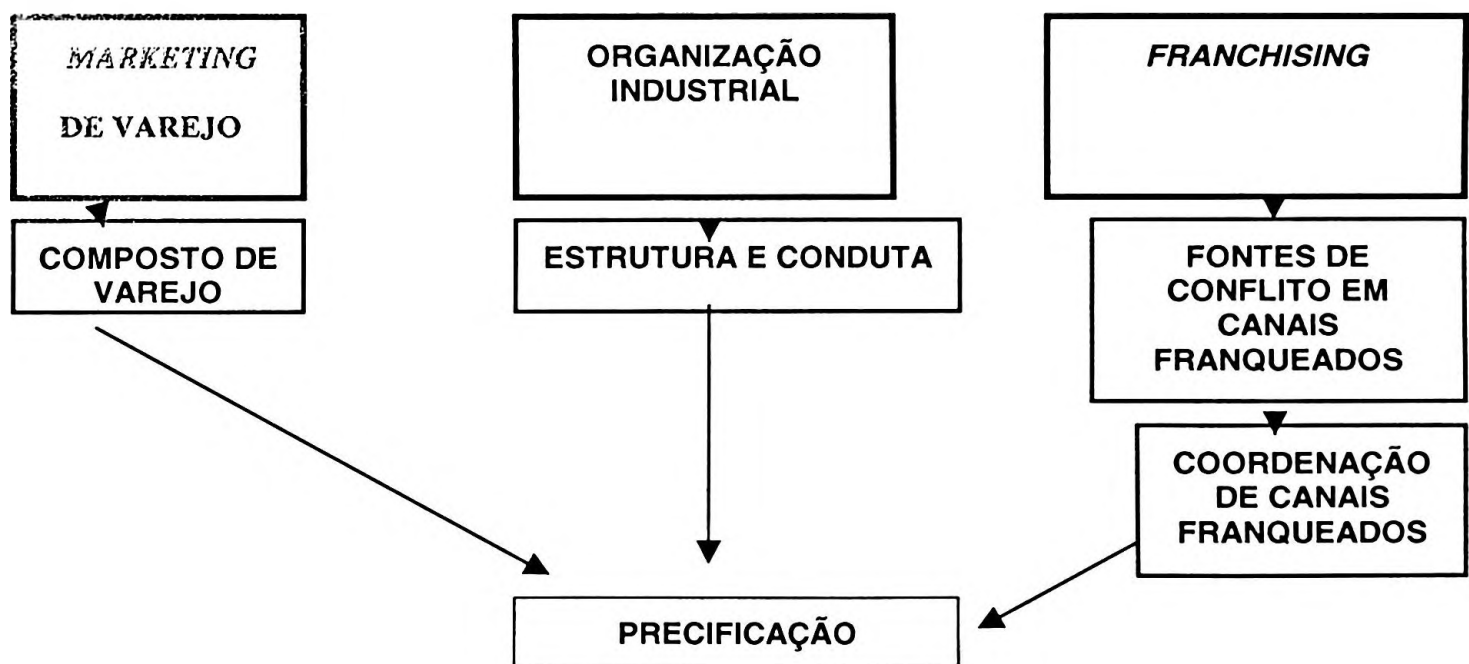 MARKETING
DE VAREJO
ORGANIZAÇÃO
INDUSTRIAL
FRANCHISING
COMPOSTO DE
VAREJO
ESTRUTURA E CONDUTA
FONTES DE
CONFLITO EM
CANAIS
FRANQUEADOS
COORDENAÇÃO
DE CANAIS
FRANQUEADOS
PRECIFICAÇÃO